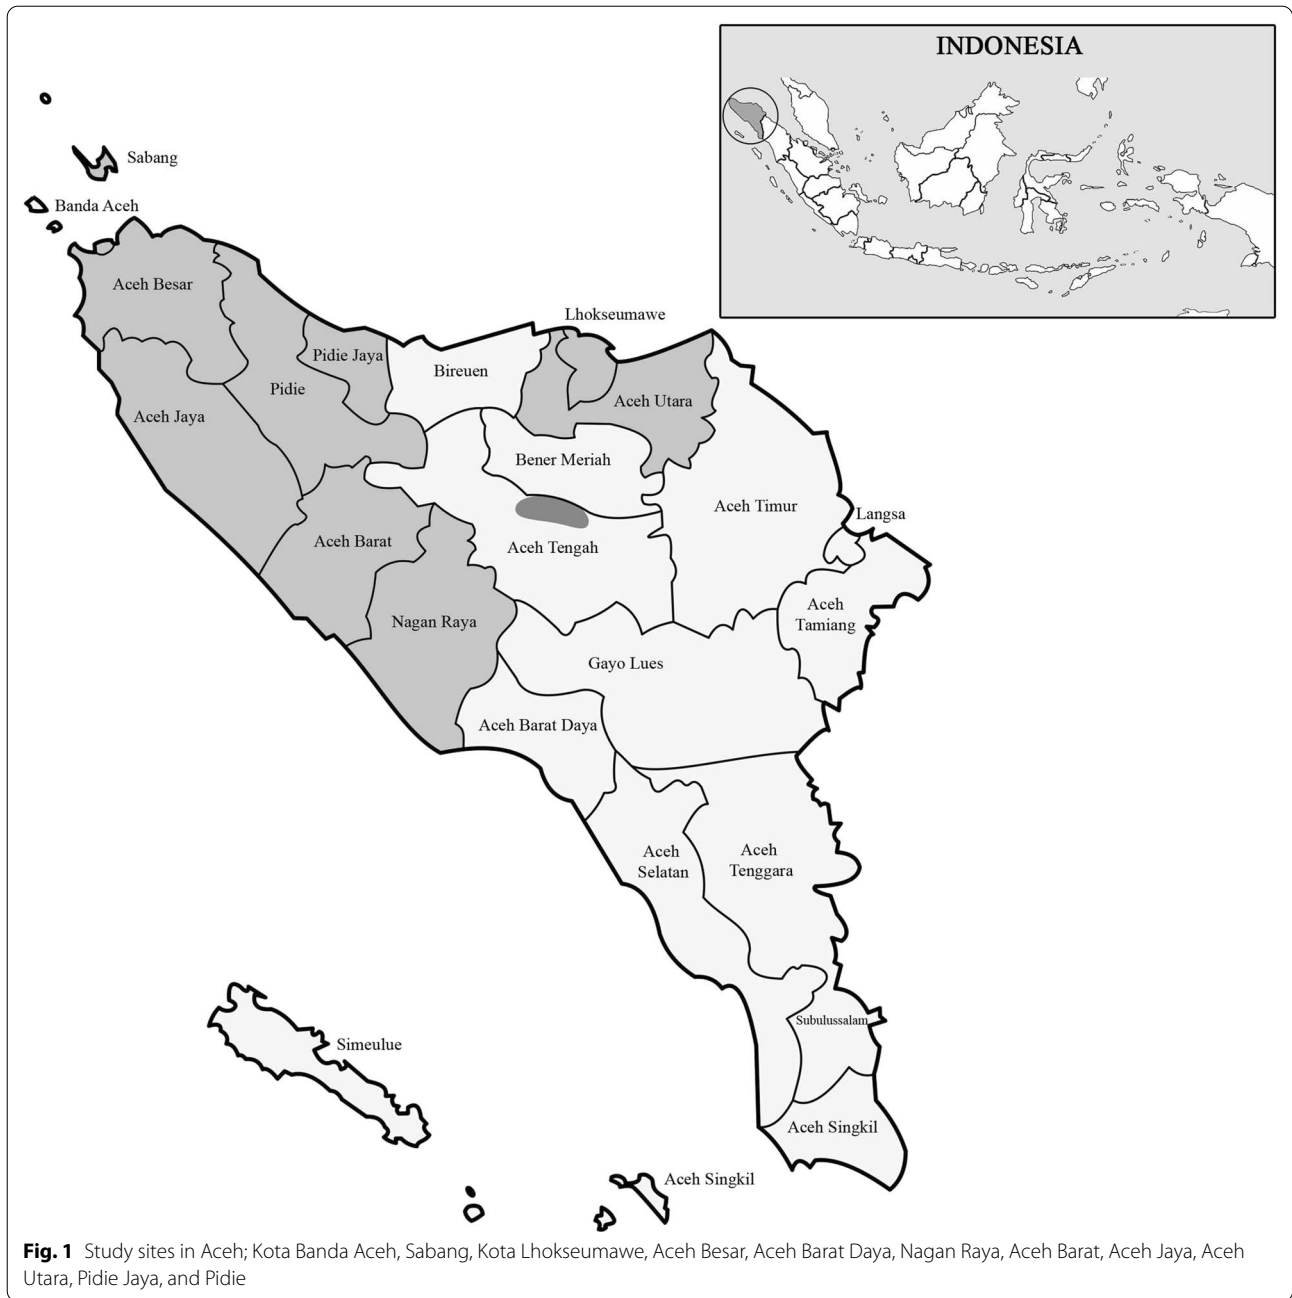 INDONESIA
Sabang
Banda Aceh
Aceh Besar
Lhokseumawe
Pidie Jaya
Bireuen
Pidie
Aceh Utara
Aceh Jaya
Bener Meriah
Aceh Timur
Langsa
Aceh Barat
Aceh Tengah
Aceh
Tamiang
Nagan Raya
Gayo Lues
Aceh Barat Daya
Aceh
Selatan
Aceh
Tenggara
Subulussalam
Simeulue
Aceh Singkil
Aceh Singkil
Fig. 1 Study sites in Aceh; Kota Banda Aceh, Sabang, Kota Lhokseumawe, Aceh Besar, Aceh Barat Daya, Nagan Raya, Aceh Barat, Aceh Jaya, Aceh
Utara, Pidie Jaya, and Pidie